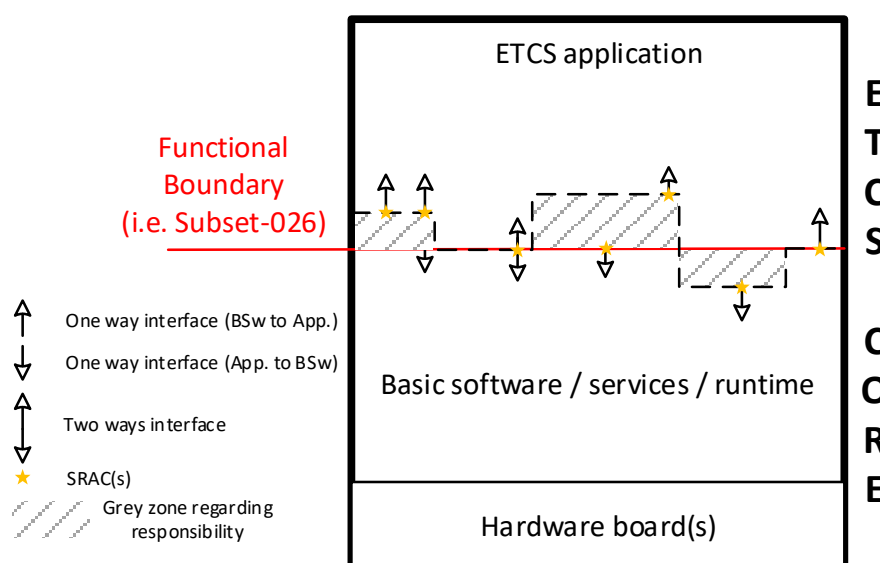 ETCS application
Functional
Boundary
(i.e. Subset-026)
One way interface (BSw to App.)
One way interface (App. to BSw)
Two ways interface
SRAC(s)
Grey zone regarding
responsibility
Basic software / services / runtime
Hardware board(s)
E
T
C
S
C
O
R
E